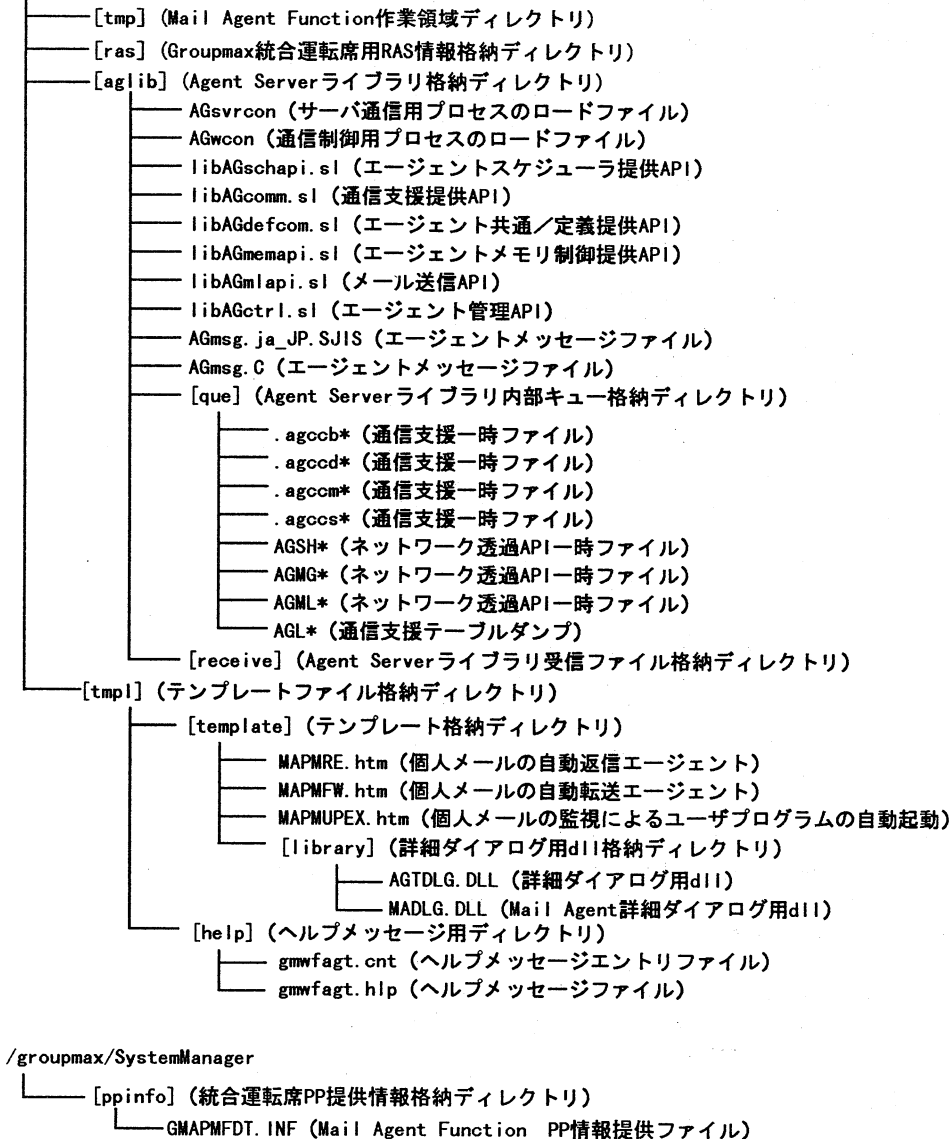 [tmp] (Mail Agent Function作業領域ディレクトリ)
[ras] (Groupmax統合運転席用RAS情報格納ディレクトリ)
[aglib] (Agent Serverライブラリ格納ディレクトリ)
AGsvrcon (サーバ通信用プロセスのロードファイル)
AGwcon (通信制御用プロセスのロードファイル)
libAGschapi.sl (エージェントスケジューラ提供API)
libAGcomm.sl (通信支援提供API)
libAGdefcom.sl (エージェント共通／定義提供API)
libAGmemapi.sl (エージェントメモリ制御提供API)
libAGmlapi.sl (メール送信API)
libAGctrl.sl (エージェント管理API)
AGmsg.ja_JP.SJIS (エージェントメッセージファイル)
AGmsg.C (エージェントメッセージファイル)
[que] (Agent Serverライブラリ内部キュー格納ディレクトリ)
.agccb* (通信支援一時ファイル)
.agccd* (通信支援一時ファイル)
.agccm* (通信支援一時ファイル)
.agccs* (通信支援一時ファイル)
AGSH* (ネットワーク透過API一時ファイル)
AGMG* (ネットワーク透過API一時ファイル)
AGML* (ネットワーク透過API一時ファイル)
AGL* (通信支援テーブルダンプ)
[receive] (Agent Serverライブラリ受信ファイル格納ディレクトリ)
[tmpl] (テンプレートファイル格納ディレクトリ)
[template] (テンプレート格納ディレクトリ)
MAPMRE.htm (個人メールの自動返信エージェント)
MAPMFW.htm (個人メールの自動転送エージェント)
MAPMUPEX.htm (個人メールの監視によるユーザプログラムの自動起動)
[library] (詳細ダイアログ用dll格納ディレクトリ)
AGTDLG.DLL (詳細ダイアログ用dll)
MADLG.DLL (Mail Agent詳細ダイアログ用dll)
[help] (ヘルプメッセージ用ディレクトリ)
gmwfagt.cnt (ヘルプメッセージエントリファイル)
gmwfagt.hlp (ヘルプメッセージファイル)
/groupmax/SystemManager
[ppinfo] (統合運転席PP提供情報格納ディレクトリ)
GMAPMFDT.INF (Mail Agent Function PP情報提供ファイル)